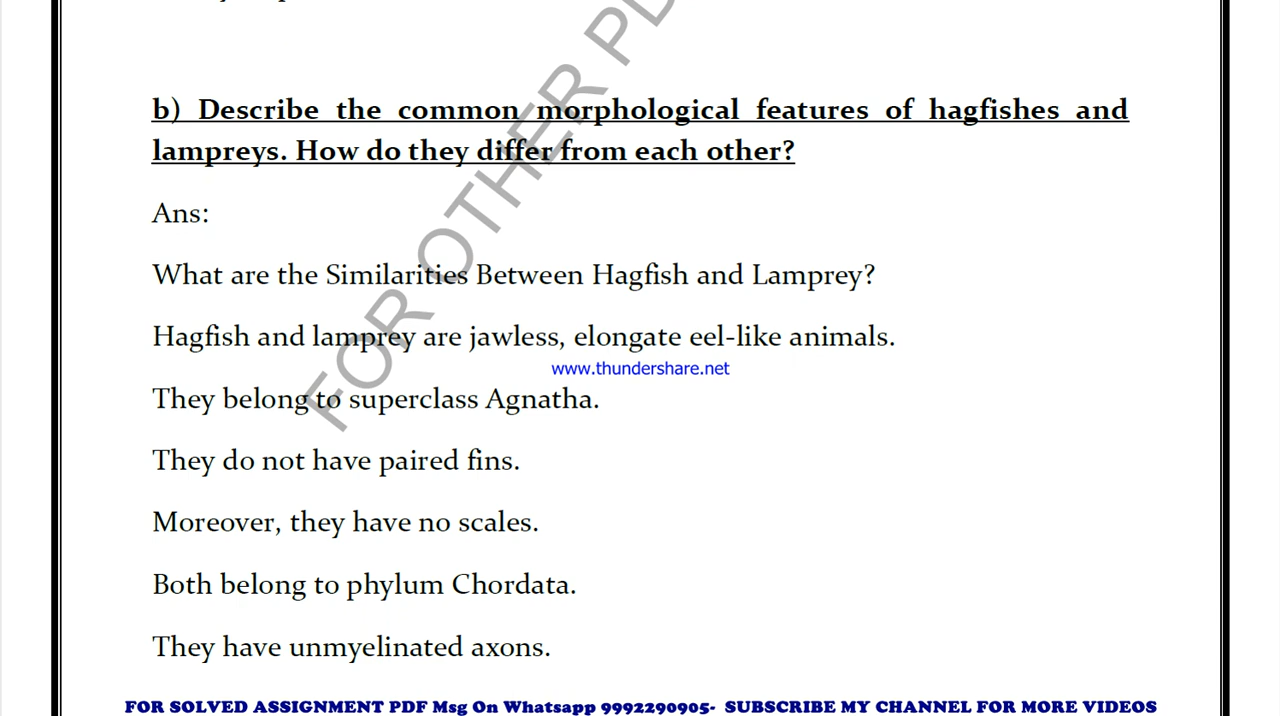 b) Describe the common morphological features of hagfishes and
lampreys. How do they differ from each other?
Ans:
What are the Similarities Between Hagfish and Lamprey?
Hagfish and lamprey are jawless, elongate eel-like animals.
www.thundershare.net
They belong to superclass Agnatha.
They do not have paired fins.
Moreover, they have no scales.
Both belong to phylum Chordata.
They have unmyelinated axons.
FOR OTHER
FOR SOLVED ASSIGNMENT PDF Msg On Whatsapp 9992290905- SUBSCRIBE MY CHANNEL FOR MORE VIDEOS